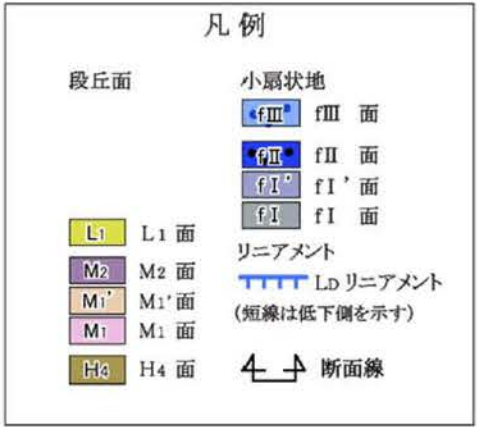 凡例
段丘面
小扇状地
fIII fIII 面
fII fII 面
fI' fI' 面
fI fI 面
L1 L1 面
M2 M2 面
M1' M1' 面
M1 M1 面
H4 H4 面
リニアメント
LD リニアメント
(短線は低下側を示す)
断面線